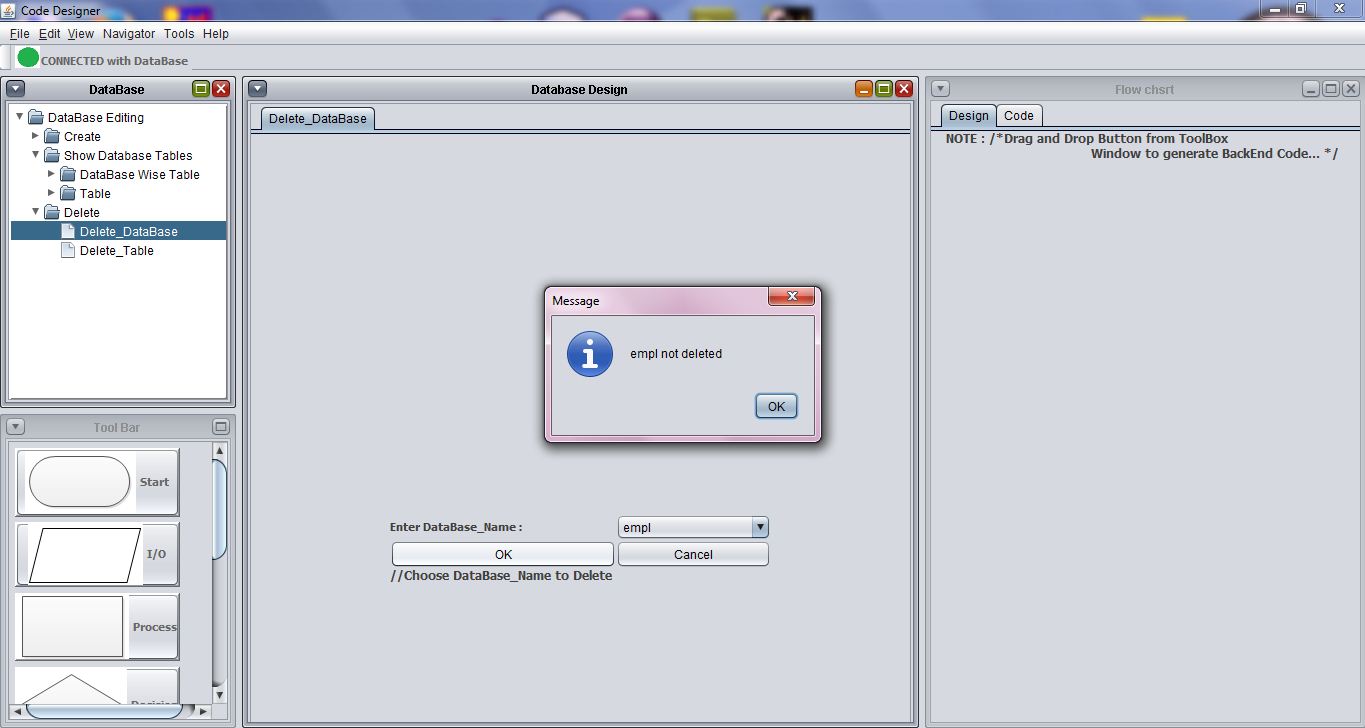 Code Designer
File Edit View Navigator Tools Help
CONNECTED with DataBase
DataBase
DataBase Editing
Create
Show Database Tables
DataBase Wise Table
Table
Delete
Delete_DataBase
Delete_Table
Tool Bar
Start
I/O
Process
Database Design
Delete_DataBase
Message
empl not deleted
OK
Enter DataBase_Name :
empl
OK
Cancel
//Choose DataBase_Name to Delete
Flow chsrt
Design
Code
NOTE : /*Drag and Drop Button from ToolBox
Window to generate BackEnd Code... */